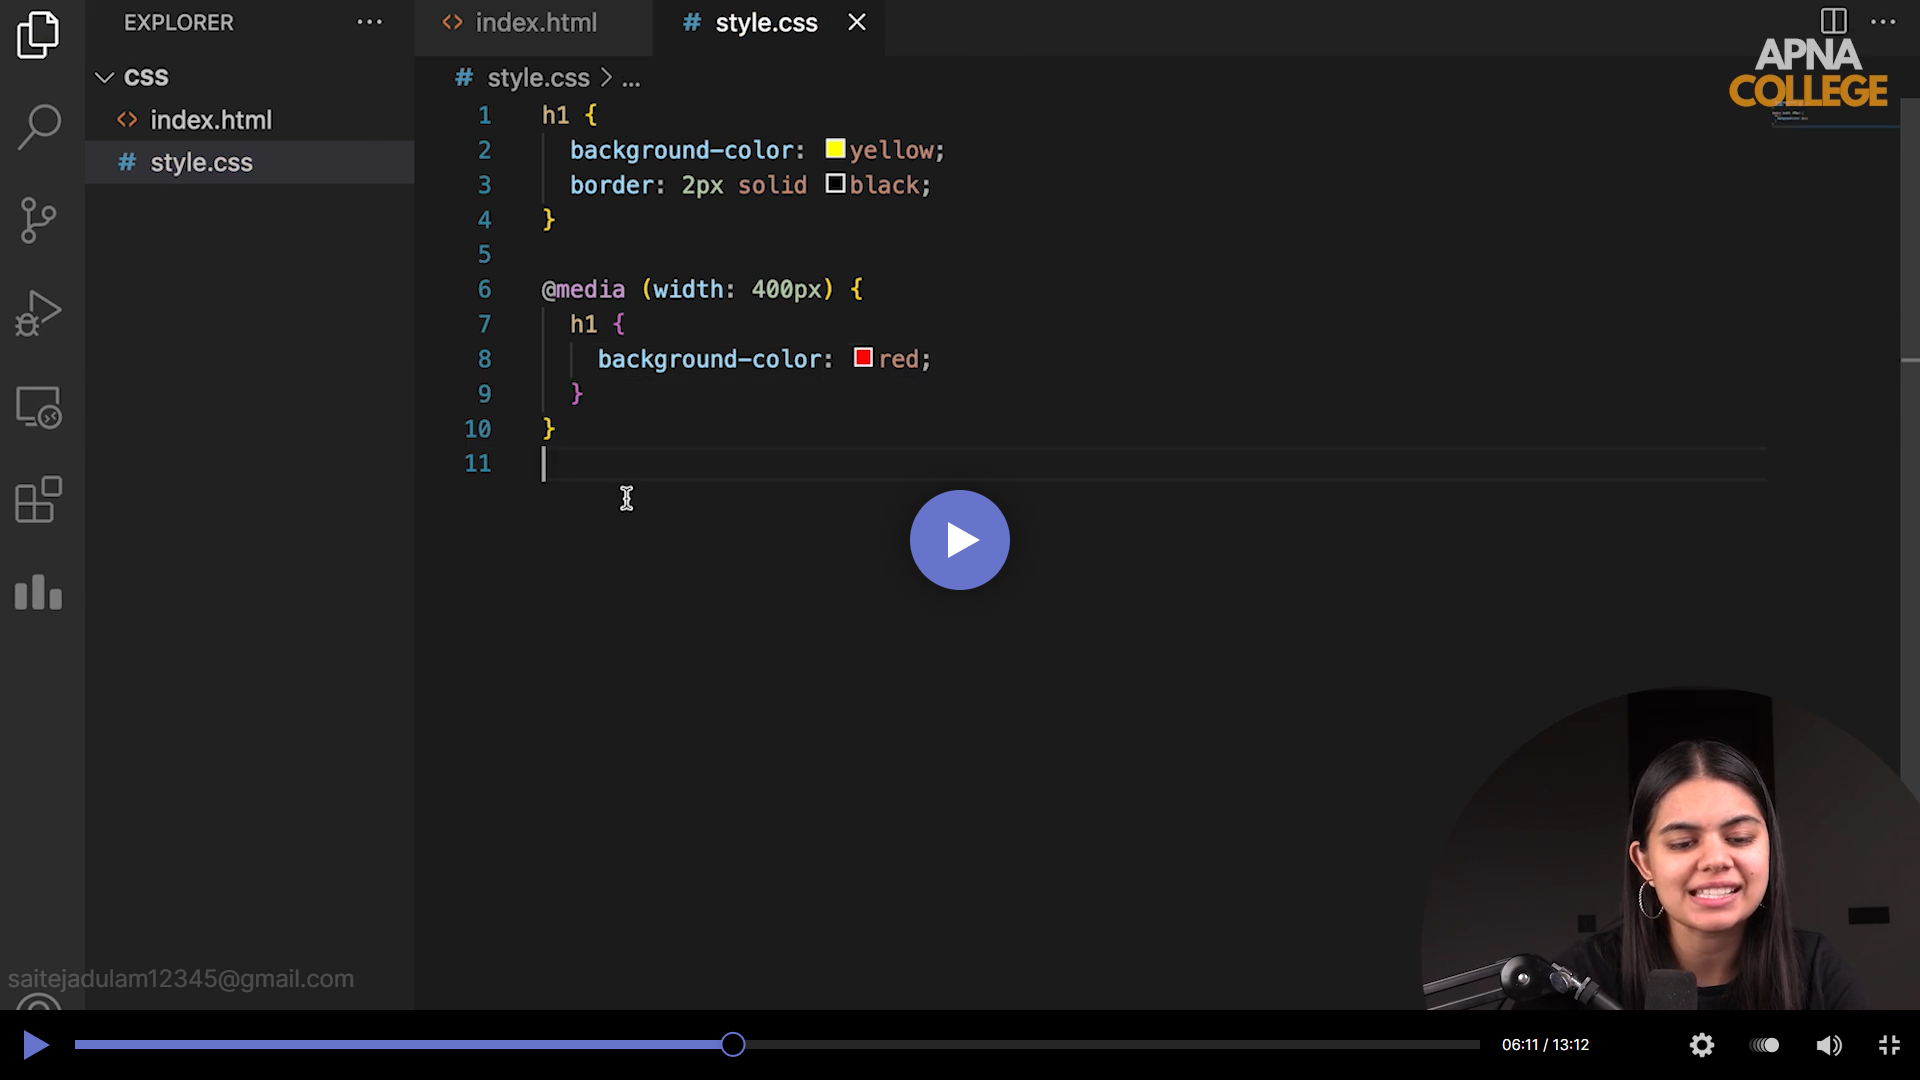 EXPLORER
index.html
style.css
APNA
COLLEGE
CSS
index.html
style.css
style.css > ...
1 h1 {
2 background-color: yellow;
3 border: 2px solid black;
4 }
5
6 @media (width: 400px) {
7 h1 {
8 background-color: red;
9 }
10 }
11
saitejadulam12345@gmail.com
06:11 / 13:12